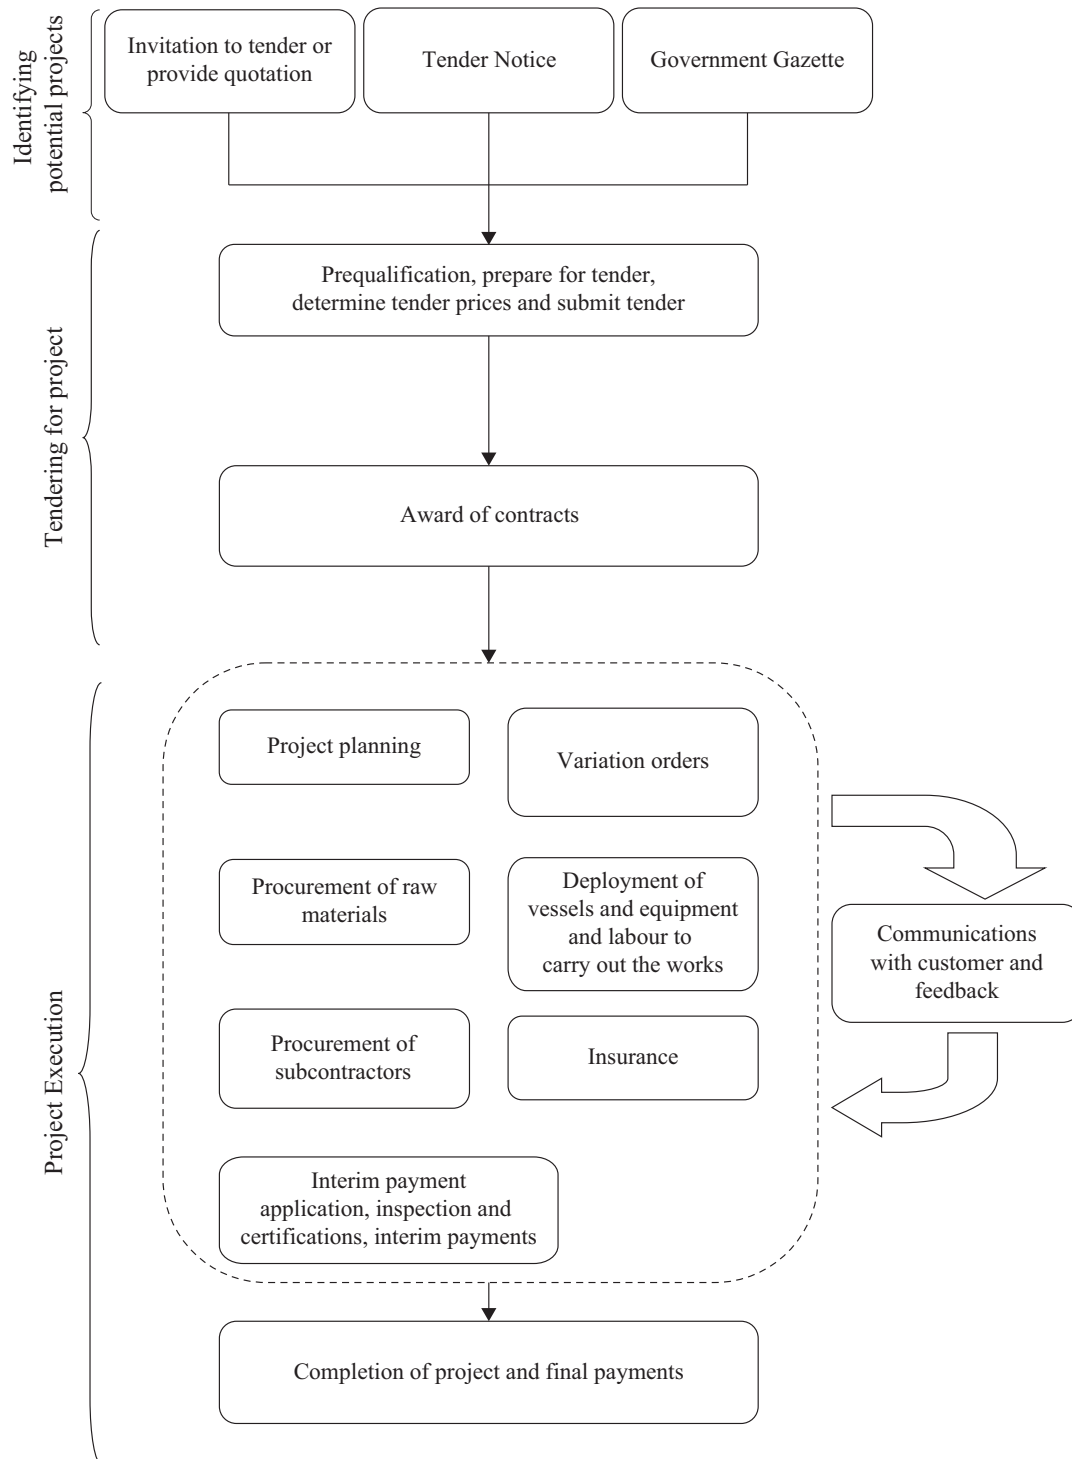 Identifying
potential projects
Invitation to tender or
provide quotation
Tender Notice
Government Gazette
Tendering for project
Prequalification, prepare for tender,
determine tender prices and submit tender
Award of contracts
Project Execution
Project planning
Variation orders
Procurement of raw
materials
Deployment of
vessels and equipment
and labour to
carry out the works
Communications
with customer and
feedback
Procurement of
subcontractors
Insurance
Interim payment
application, inspection and
certifications, interim payments
Completion of project and final payments